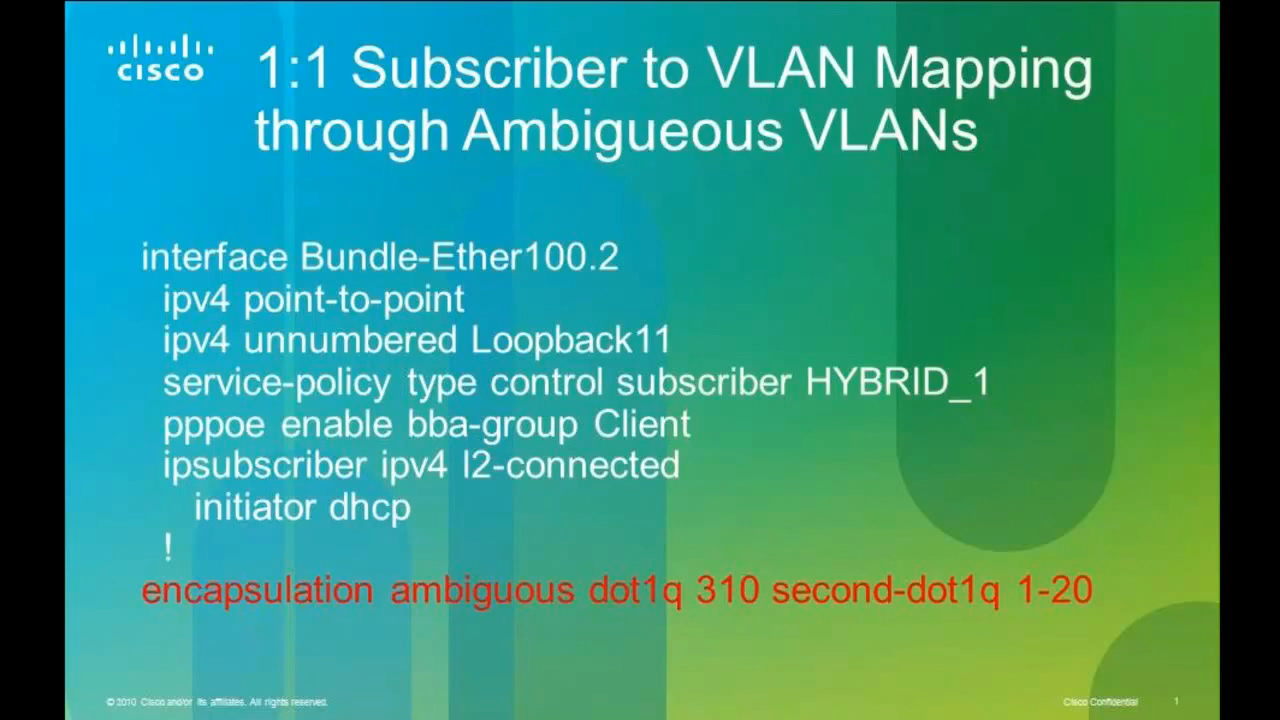 CISCO
1:1 Subscriber to VLAN Mapping
through Ambigueous VLANs
interface Bundle-Ether100.2
ipv4 point-to-point
ipv4 unnumbered Loopback11
service-policy type control subscriber HYBRID_1
pppoe enable bba-group Client
ipsubscriber ipv4 l2-connected
initiator dhcp
!
encapsulation ambiguous dot1q 310 second-dot1q 1-20
© 2010 Cisco and/or its affiliates. All rights reserved.
Cisco Confidential
1